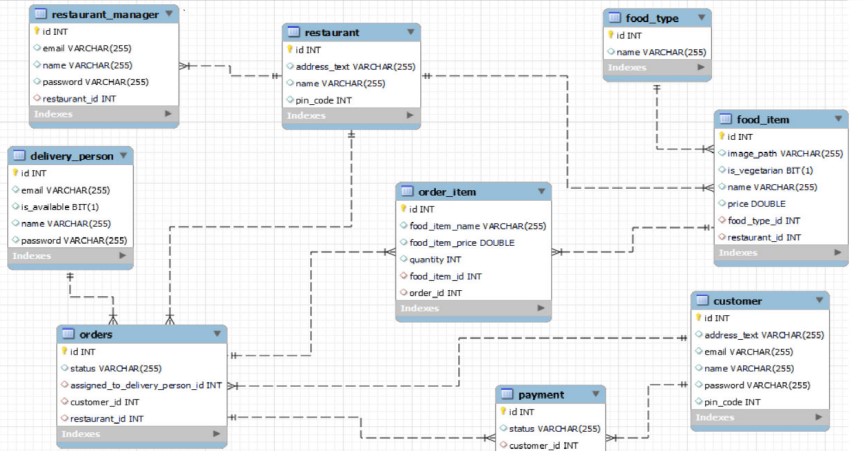 restaurant_manager
id INT
email VARCHAR(255)
name VARCHAR(255)
password VARCHAR(255)
restaurant_id INT
Indexes
restaurant
id INT
address_text VARCHAR(255)
name VARCHAR(255)
pin_code INT
Indexes
food_type
id INT
name VARCHAR(255)
Indexes
food_item
id INT
image_path VARCHAR(255)
is_vegetarian BIT(1)
name VARCHAR(255)
price DOUBLE
food_type_id INT
restaurant_id INT
Indexes
delivery_person
id INT
email VARCHAR(255)
is_available BIT(1)
name VARCHAR(255)
password VARCHAR(255)
Indexes
order_item
id INT
food_item_name VARCHAR(255)
food_item_price DOUBLE
quantity INT
food_item_id INT
order_id INT
Indexes
customer
id INT
address_text VARCHAR(255)
email VARCHAR(255)
name VARCHAR(255)
password VARCHAR(255)
pin_code INT
Indexes
orders
id INT
status VARCHAR(255)
assigned_to_delivery_person_id INT
customer_id INT
restaurant_id INT
Indexes
payment
id INT
status VARCHAR(255)
customer_id INT